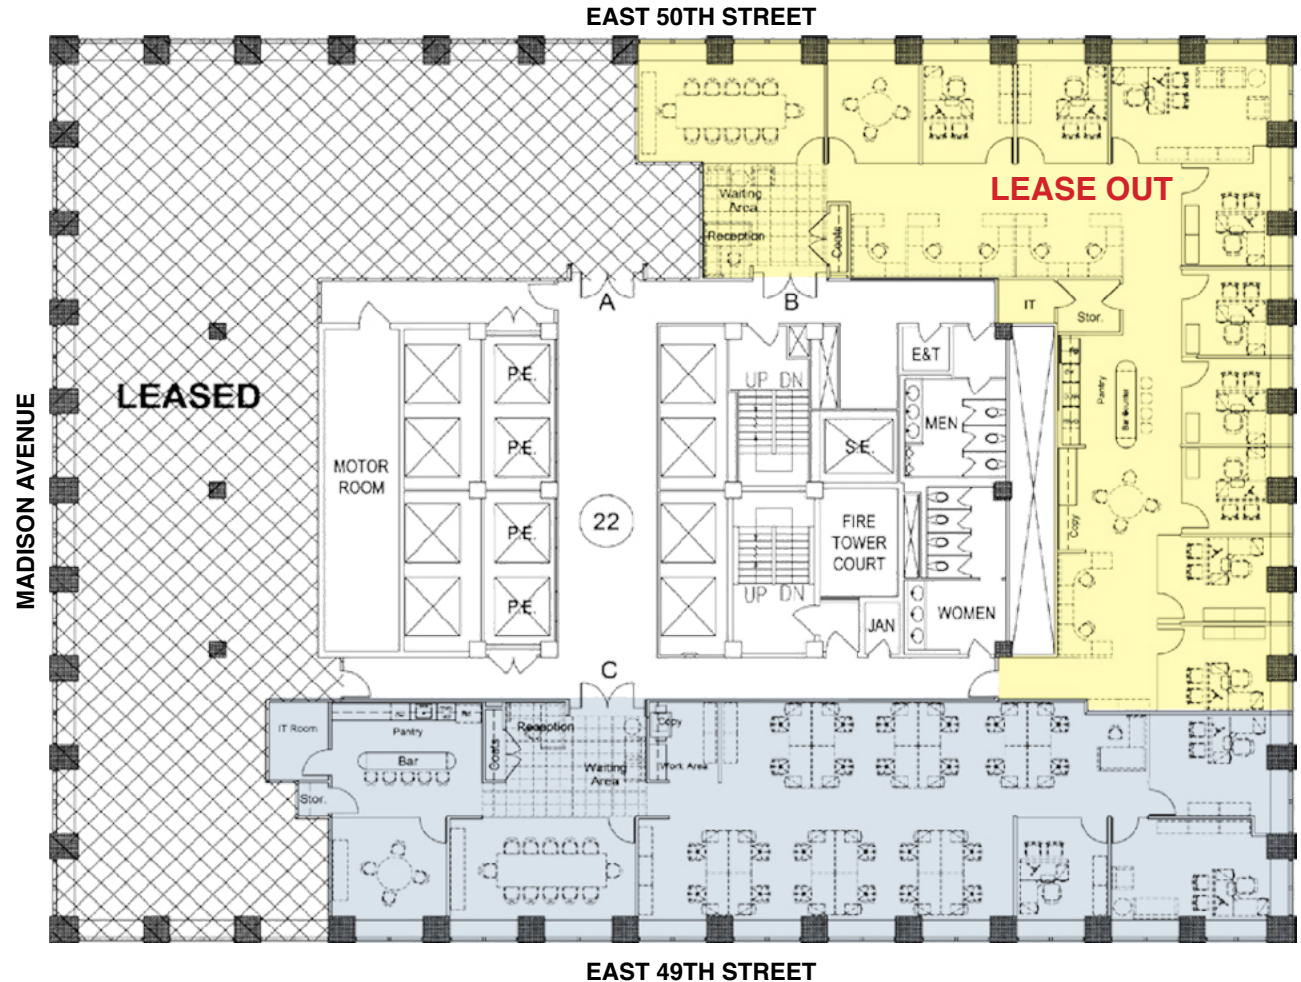 EAST 50TH STREET
LEASE OUT
Waiting
Area
Reception
Coats
A
B
IT
Stor.
P.E.
E&T
UP DN
LEASED
MADISON AVENUE
Pantry
Bar Counter
MEN
P.E.
S.E.
MOTOR
ROOM
22
FIRE
TOWER
COURT
P.E.
Copy
UP DN
P.E.
JAN
WOMEN
C
IT Room
Pantry
Bar
Coats
Reception
Waiting
Area
Copy
Work Area
Stor.
EAST 49TH STREET